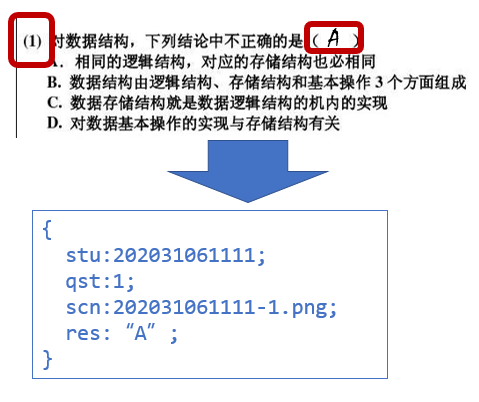 (1) 对数据结构，下列结论中不正确的是（ A ）
A. 相同的逻辑结构，对应的存储结构也必相同
B. 数据结构由逻辑结构、存储结构和基本操作 3 个方面组成
C. 数据存储结构就是数据逻辑结构的机内的实现
D. 对数据基本操作的实现与存储结构有关
{
stu:202031061111;
qst:1;
scn:202031061111-1.png;
res: “A” ;
}